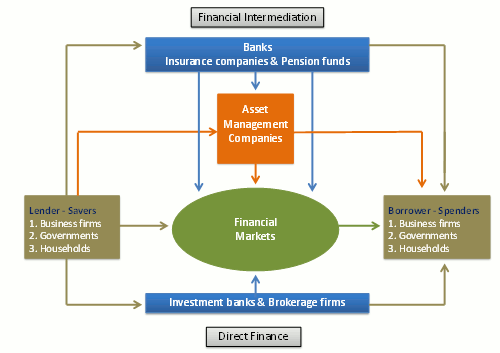 Financial Intermediation
Banks
Insurance companies & Pension funds
Asset
Management
Companies
Lender - Savers
1. Business firms
2. Governments
3. Households
Financial
Markets
Borrower - Spenders
1. Business firms
2. Governments
3. Households
Investment banks & Brokerage firms
Direct Finance